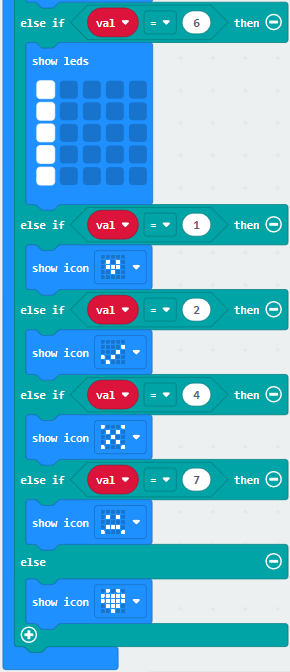 else if val = 6 then
show leds
else if val = 1 then
show icon
else if val = 2 then
show icon
else if val = 4 then
show icon
else if val = 7 then
show icon
else
show icon